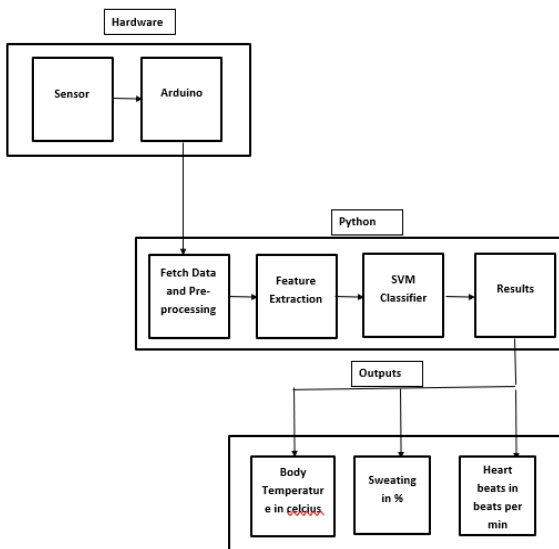 Hardware
Sensor
Arduino
Python
Fetch Data
and Pre-
processing
Feature
Extraction
SVM
Classifier
Results
Outputs
Body
Temperatur
e in celcius
Sweating
in %
Heart
beats in
beats per
min